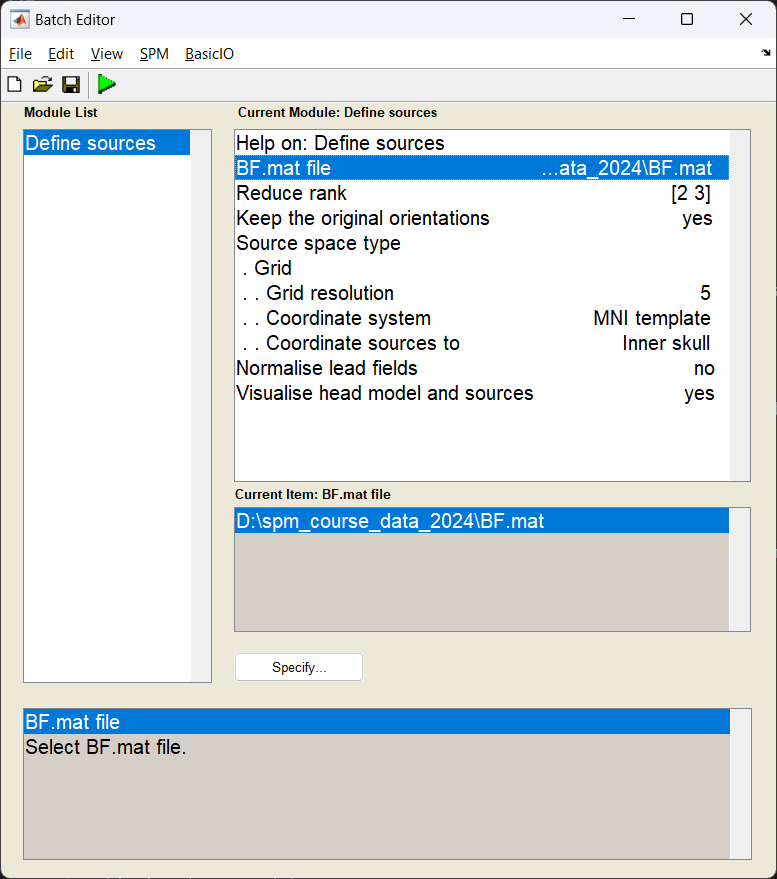 Batch Editor
File Edit View SPM BasicIO
Module List
Define sources
Current Module: Define sources
Help on: Define sources
BF.mat file ...ata_2024\BF.mat
Reduce rank [2 3]
Keep the original orientations yes
Source space type
. Grid
. . Grid resolution 5
. . Coordinate system MNI template
. . Coordinate sources to Inner skull
Normalise lead fields no
Visualise head model and sources yes
Current Item: BF.mat file
D:\spm_course_data_2024\BF.mat
Specify...
BF.mat file
Select BF.mat file.